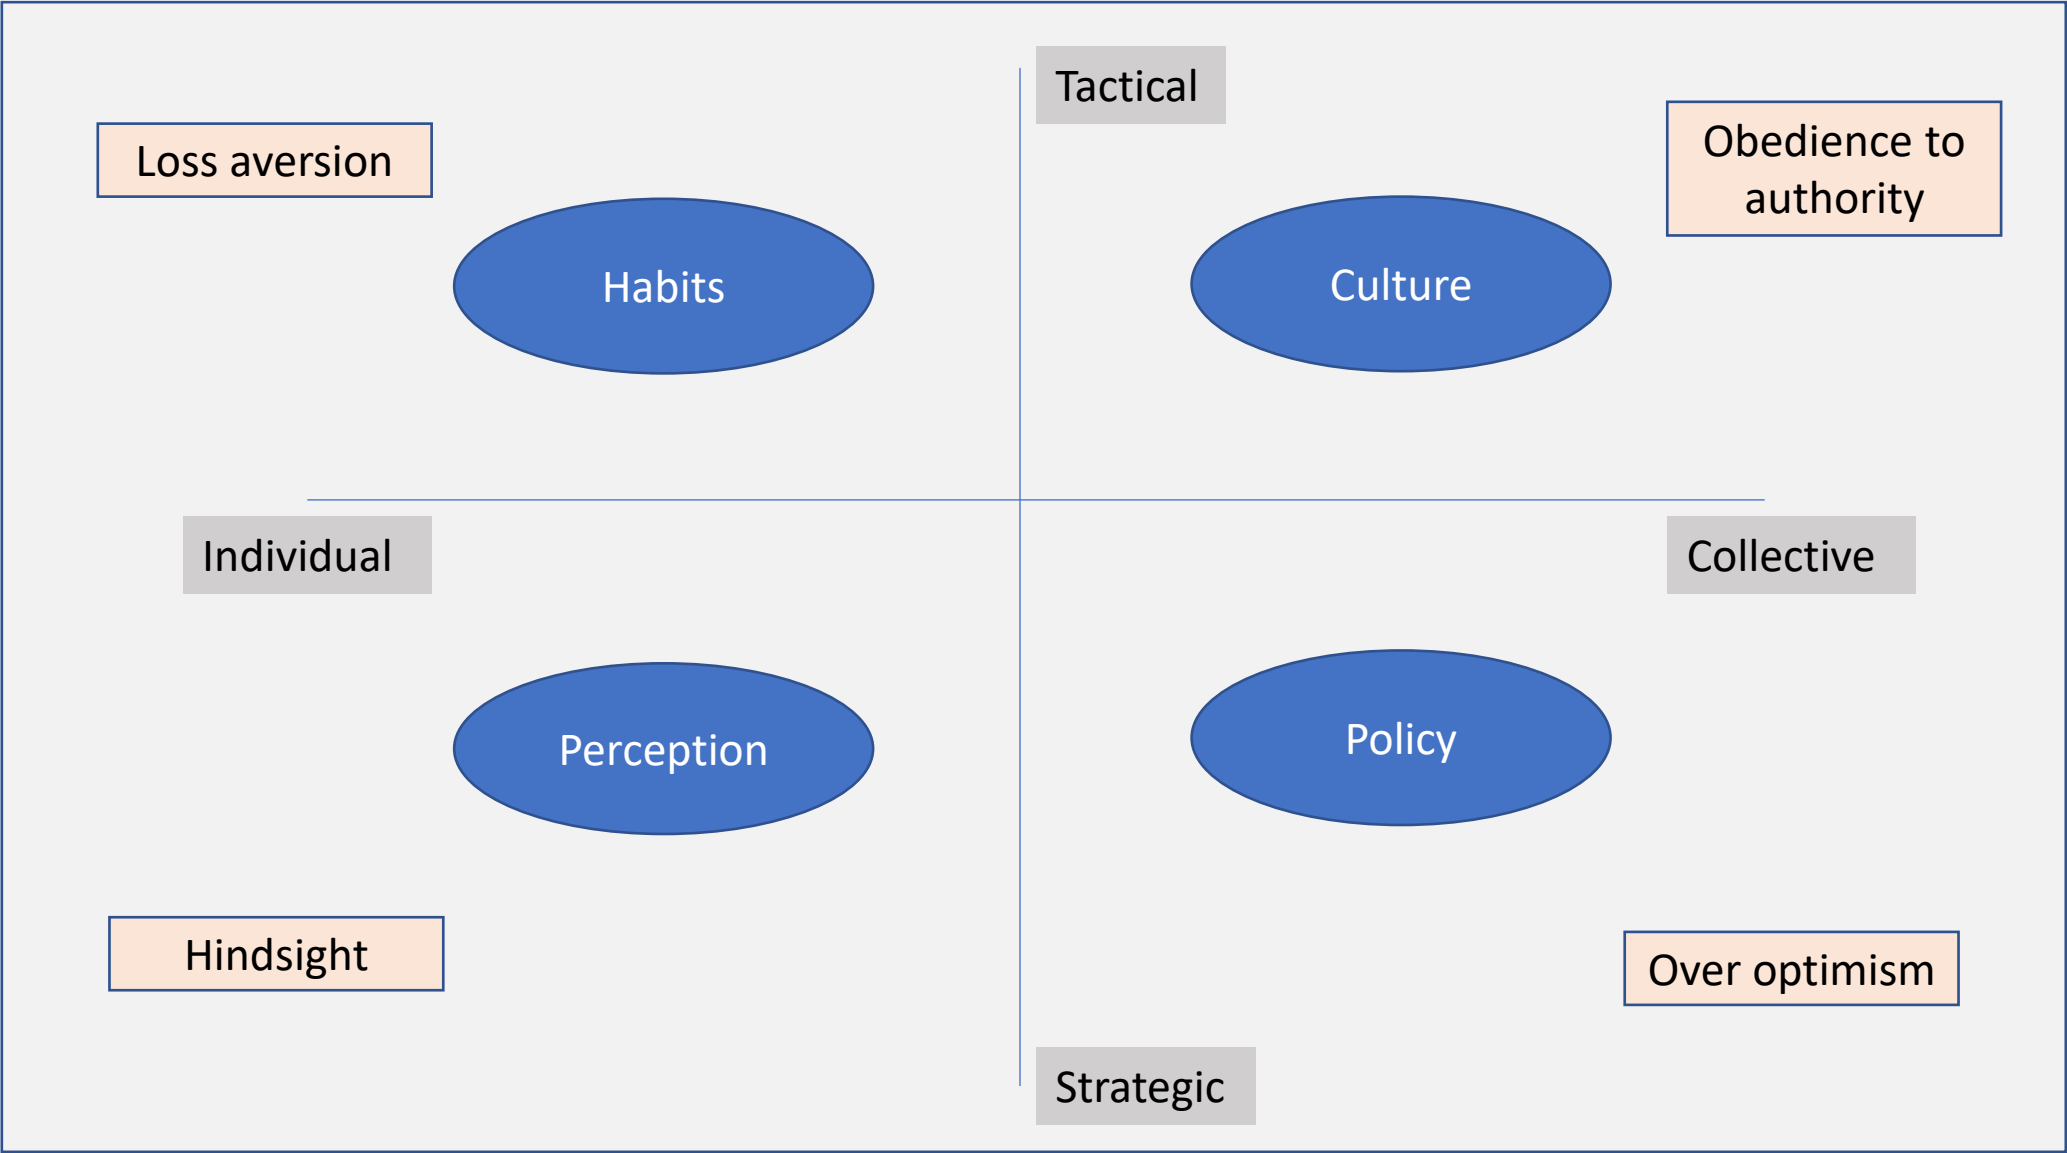 Tactical
Loss aversion
Obedience to
authority
Habits
Culture
Individual
Collective
Perception
Policy
Hindsight
Over optimism
Strategic